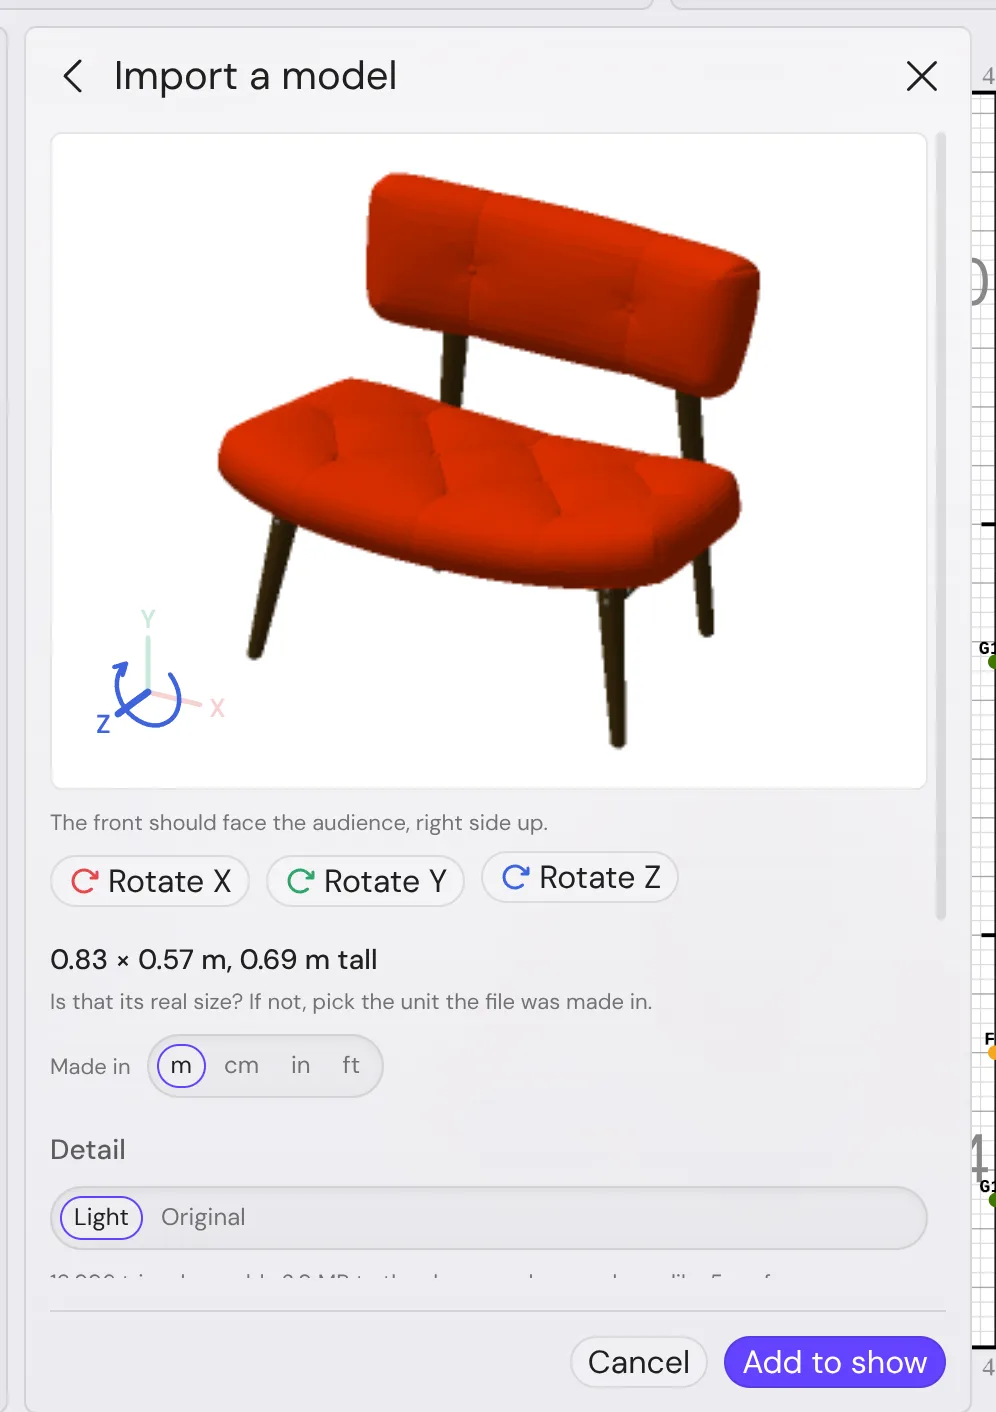 Import a model
Y
X
Z
The front should face the audience, right side up.
Rotate X
Rotate Y
Rotate Z
0.83 × 0.57 m, 0.69 m tall
Is that its real size? If not, pick the unit the file was made in.
Made in
m
cm
in
ft
Detail
Light
Original
Cancel
Add to show